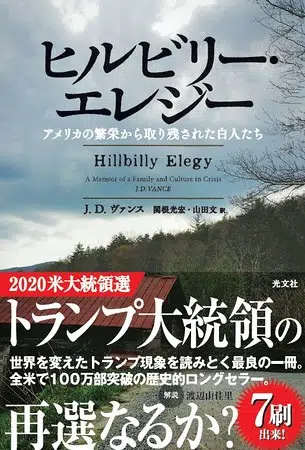 ヒルビリー・
エレジー
アメリカの繁栄から取り残された白人たち
Hillbilly Elegy
A Memoir of a Family and Culture in Crisis
J.D.VANCE
J.D.ヴァンス 関根光宏・山田文 訳
光文社
2020米大統領選
トランプ大統領の
世界を変えたトランプ現象を読みとく最良の一冊。
全米で100万部突破の歴史的ロングセラー。
解説 渡辺由佳里
再選なるか?
7刷
出来!